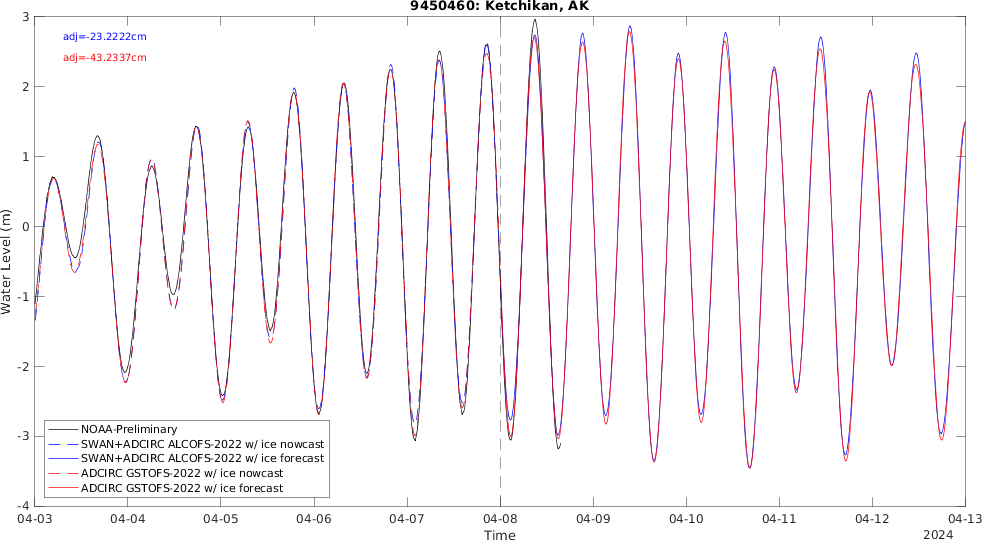 9450460: Ketchikan, AK
adj=-23.2222cm
adj=-43.2337cm
3
2
1
0
-1
-2
-3
-4
Water Level (m)
NOAA-Preliminary
SWAN+ADCIRC ALCOFS-2022 w/ ice nowcast
SWAN+ADCIRC ALCOFS-2022 w/ ice forecast
ADCIRC GSTOFS-2022 w/ ice nowcast
ADCIRC GSTOFS-2022 w/ ice forecast
04-03 04-04 04-05 04-06 04-07 04-08 04-09 04-10 04-11 04-12 04-13
Time
2024